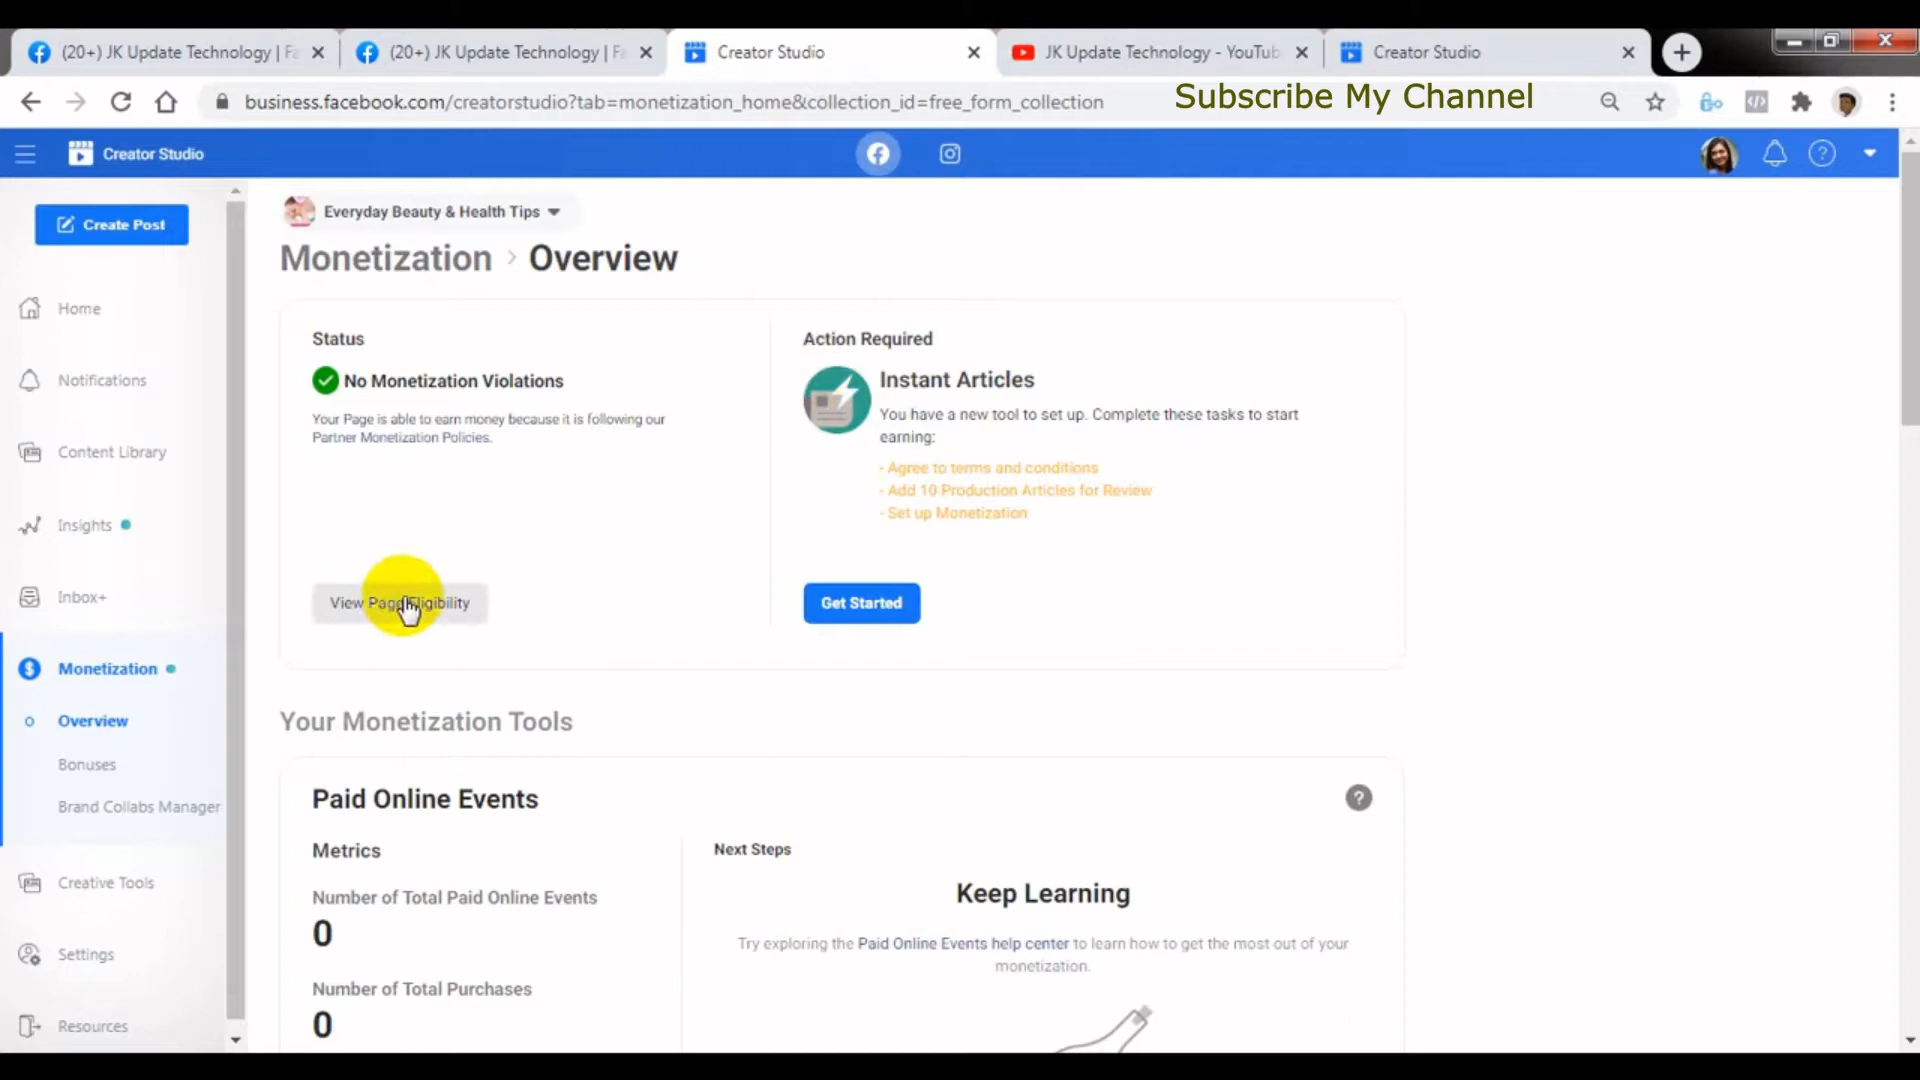 (20+) JK Update Technology | Fa
(20+) JK Update Technology | Fa
Creator Studio
JK Update Technology - YouTub
Creator Studio
business.facebook.com/creatorstudio?tab=monetization_home&collection_id=free_form_collection
Subscribe My Channel
Creator Studio
Create Post
Home
Notifications
Content Library
Insights
Inbox+
Monetization
Overview
Bonuses
Brand Collabs Manager
Creative Tools
Settings
Resources
Everyday Beauty & Health Tips
Monetization > Overview
Status
No Monetization Violations
Your Page is able to earn money because it is following our
Partner Monetization Policies.
View Page Eligibility
Action Required
Instant Articles
You have a new tool to set up. Complete these tasks to start
earning:
- Agree to terms and conditions
- Add 10 Production Articles for Review
- Set up Monetization
Get Started
Your Monetization Tools
Paid Online Events
?
Metrics
Number of Total Paid Online Events
0
Number of Total Purchases
0
Next Steps
Keep Learning
Try exploring the Paid Online Events help center to learn how to get the most out of your
monetization.